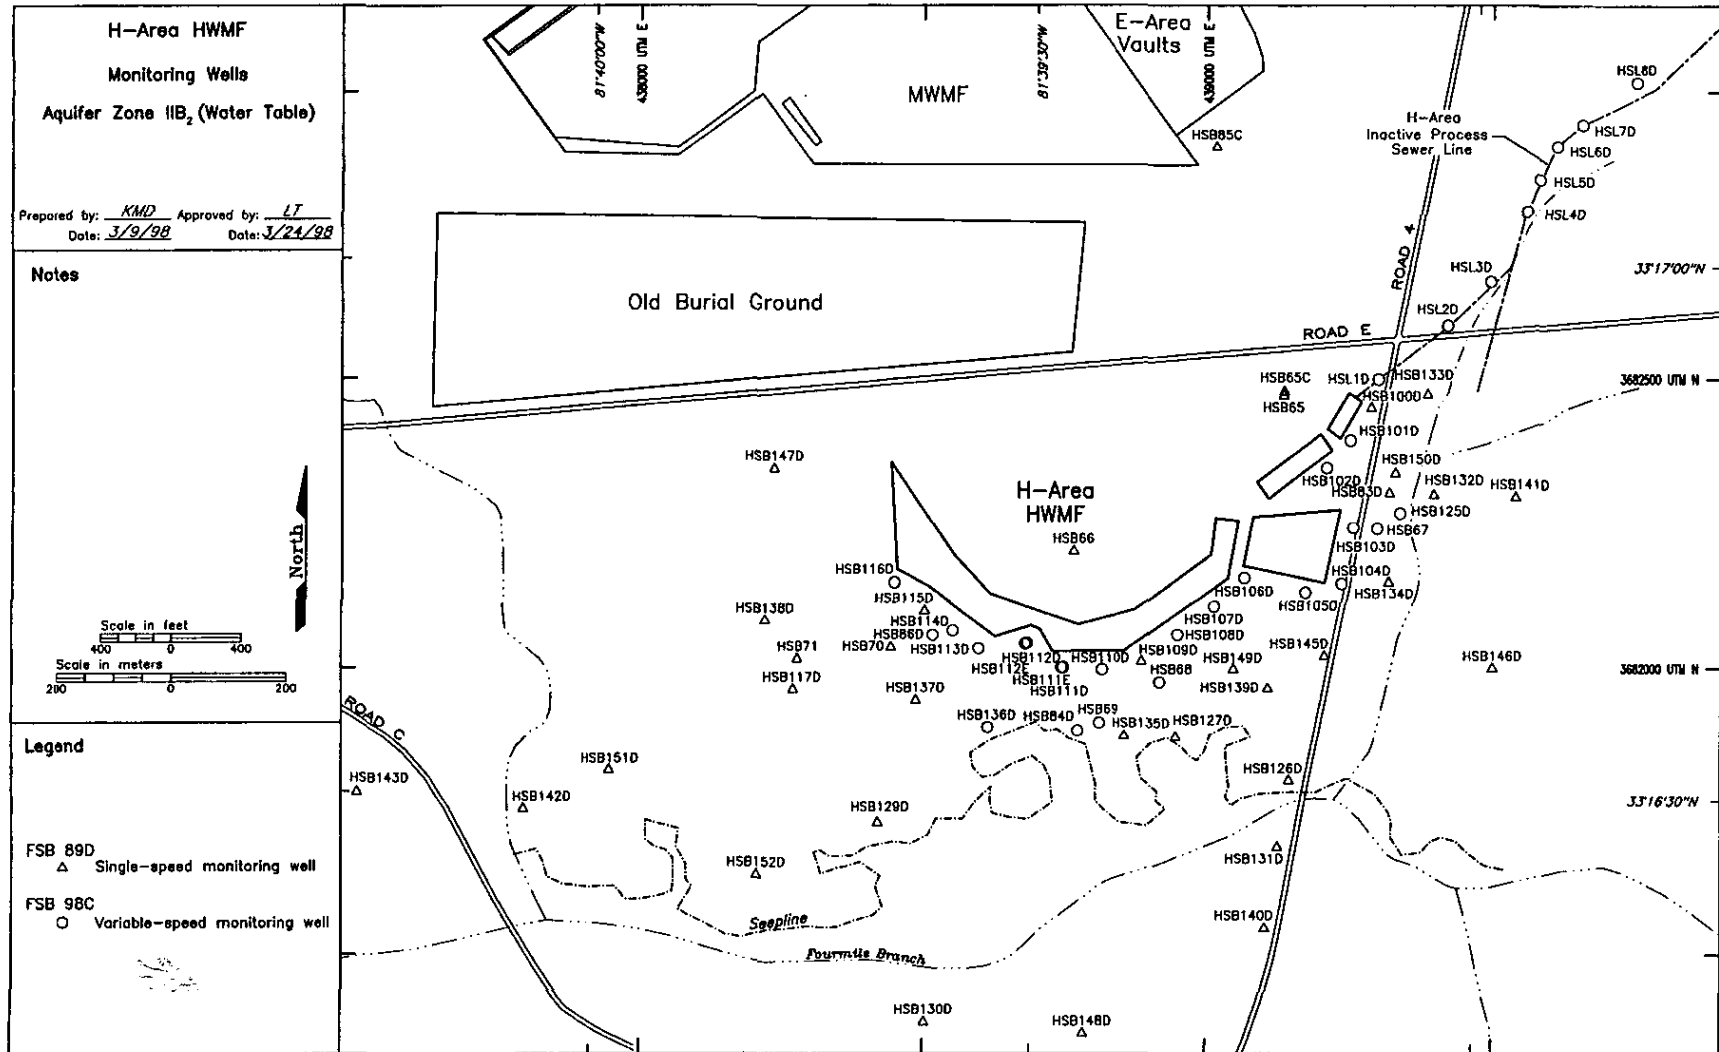 H-Area HWMF
Monitoring Wells
Aquifer Zone IIB₂ (Water Table)
Prepared by: KMD Approved by: LT
Date: 3/9/98 Date: 3/24/98
Notes
North
Scale in feet
400 0 400
Scale in meters
200 0 200
Legend
FSB 89D
Single-speed monitoring well
FSB 98C
Variable-speed monitoring well
81°40'00"W
438000 UTM E
81°39'30"W
439000 UTM E
E-Area
Vaults
MWMF
HSB85C
HSL8D
H-Area
Inactive Process
Sewer Line
HSL7D
HSL6D
HSL5D
HSL4D
ROAD 4
HSL3D
33°17'00"N
Old Burial Ground
HSL2D
ROAD E
HSB65C
HSB65
HSL1D
HSB133D
HSB100D
3682500 UTM N
HSB101D
HSB147D
HSB150D
HSB102D
HSB83D
HSB132D
HSB141D
H-Area
HWMF
HSB125D
HSB67
HSB66
HSB103D
HSB116D
HSB104D
HSB106D
HSB134D
HSB105D
HSB115D
HSB138D
HSB114D
HSB107D
HSB86D
HSB108D
HSB71
HSB70
HSB113D
HSB112D
HSB112E
HSB110D
HSB109D
HSB145D
HSB149D
HSB146D
3682000 UTM N
HSB111E
HSB68
HSB117D
HSB111D
HSB139D
HSB137D
ROAD C
HSB136D
HSB84D
HSB69
HSB135D
HSB127D
HSB151D
HSB143D
HSB126D
HSB142D
HSB129D
33°16'30"N
HSB152D
HSB131D
Seepline
HSB140D
Fourmile Branch
HSB130D
HSB148D